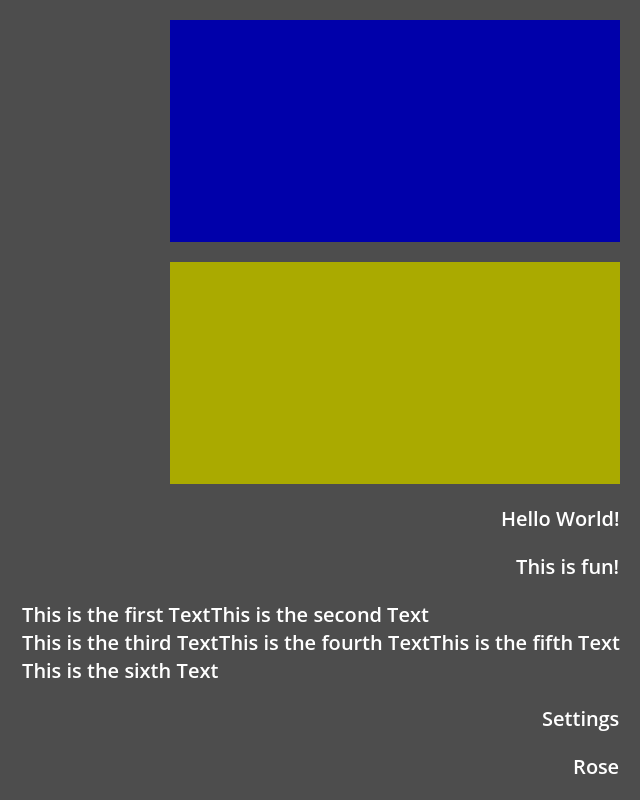 Hello World!
This is fun!
This is the first TextThis is the second Text
This is the third TextThis is the fourth TextThis is the fifth Text
This is the sixth Text
Settings
Rose